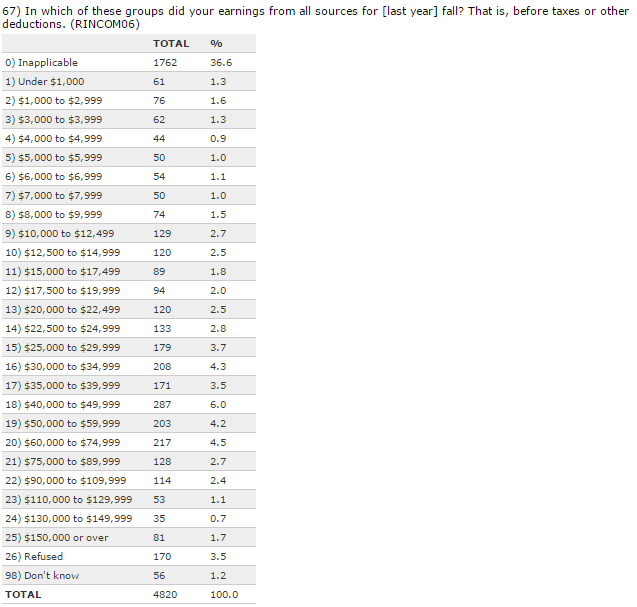 67) In which of these groups did your earnings from all sources for [last year] fall? That is, before taxes or other
deductions. (RINCOM06)
TOTAL %
0) Inapplicable 1762 36.6
1) Under $1,000 61 1.3
2) $1,000 to $2,999 76 1.6
3) $3,000 to $3,999 62 1.3
4) $4,000 to $4,999 44 0.9
5) $5,000 to $5,999 50 1.0
6) $6,000 to $6,999 54 1.1
7) $7,000 to $7,999 50 1.0
8) $8,000 to $9,999 74 1.5
9) $10,000 to $12,499 129 2.7
10) $12,500 to $14,999 120 2.5
11) $15,000 to $17,499 89 1.8
12) $17,500 to $19,999 94 2.0
13) $20,000 to $22,499 120 2.5
14) $22,500 to $24,999 133 2.8
15) $25,000 to $29,999 179 3.7
16) $30,000 to $34,999 208 4.3
17) $35,000 to $39,999 171 3.5
18) $40,000 to $49,999 287 6.0
19) $50,000 to $59,999 203 4.2
20) $60,000 to $74,999 217 4.5
21) $75,000 to $89,999 128 2.7
22) $90,000 to $109,999 114 2.4
23) $110,000 to $129,999 53 1.1
24) $130,000 to $149,999 35 0.7
25) $150,000 or over 81 1.7
26) Refused 170 3.5
98) Don't know 56 1.2
TOTAL 4820 100.0